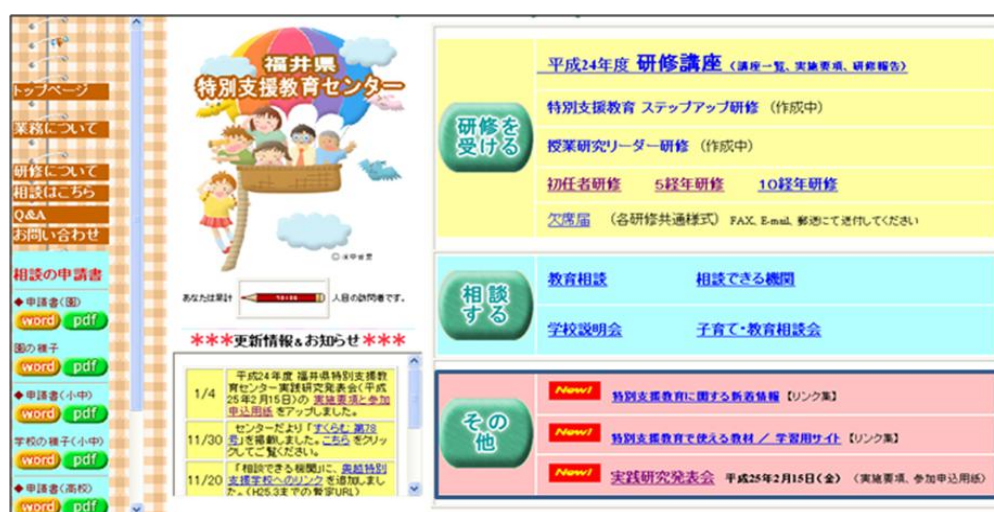 トップページ
業務について
研修について
相談はこちら
Q&A
お問い合わせ
相談の申請書
◆申請書(園)
word pdf
園の様子
word pdf
◆申請書(小中)
word pdf
学校の様子(小中)
word pdf
◆申請書(高校)
word pdf
福井県
特別支援教育センター
あなたは累計
人目の訪問者です。
***更新情報&お知らせ***
1/4
平成24年度 福井県特別支援教
育センター実践研究発表会(平成
25年2月15日)の 実施要項と参加
申込用紙 をアップしました。
11/30
センターだより「すくらむ 第78
号」を掲載しました。こちら をクリッ
クしてご覧ください。
11/20
「相談できる機関」に、奥越特別
支援学校へのリンク を追加しまし
た。(H25.3までの暫定URL)
研修を
受ける
平成24年度 研修講座 (講座一覧、実施要項、研修報告)
特別支援教育 ステップアップ研修 (作成中)
授業研究リーダー研修 (作成中)
初任者研修 5経年研修 10経年研修
欠席届 (各研修共通様式) FAX, E-mail, 郵送にて送付してください
相談
する
教育相談 相談できる機関
学校説明会 子育て・教育相談会
その
他
New! 特別支援教育に関する新着情報 【リンク集】
New! 特別支援教育で使える教材 / 学習用サイト 【リンク集】
New! 実践研究発表会 平成25年2月15日(金) (実施要項、参加申込用紙)